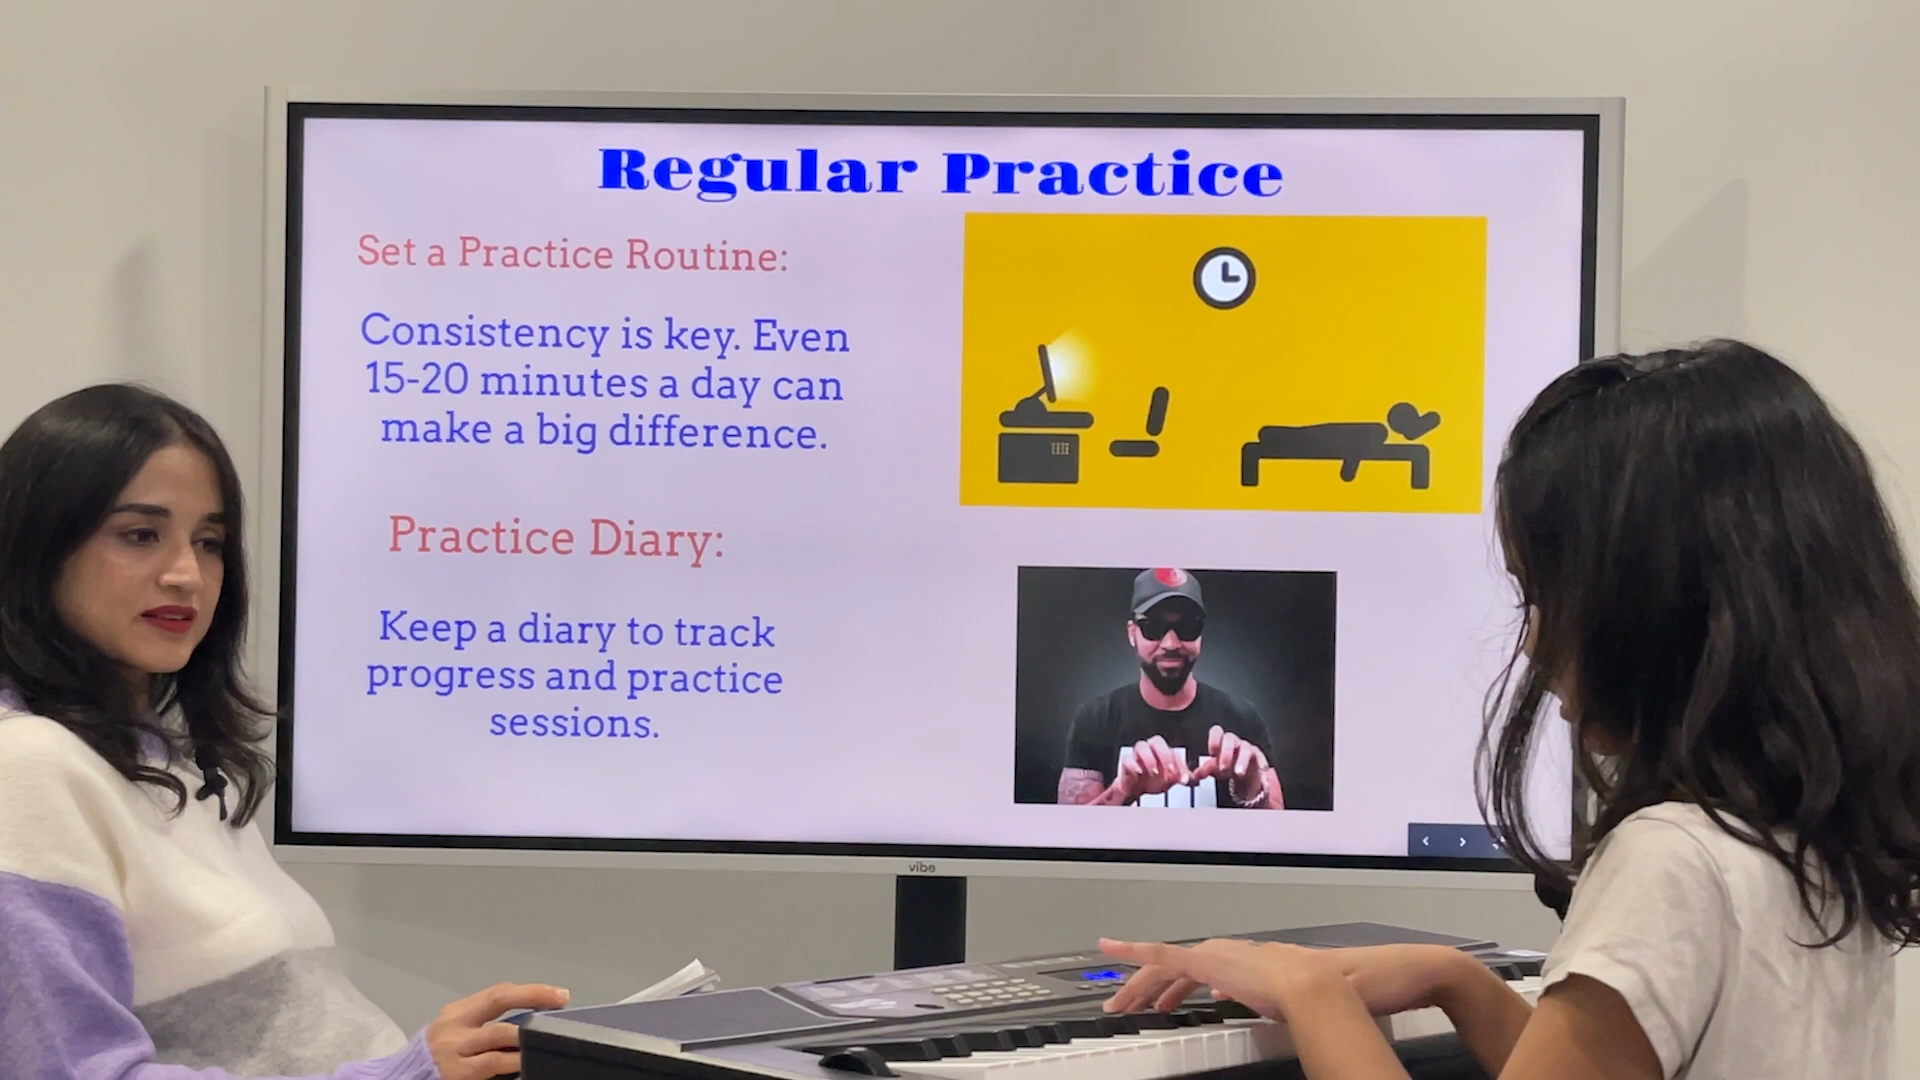 Regular Practice
Set a Practice Routine:
Consistency is key. Even
15-20 minutes a day can
make a big difference.
Practice Diary:
Keep a diary to track
progress and practice
sessions.
vibe